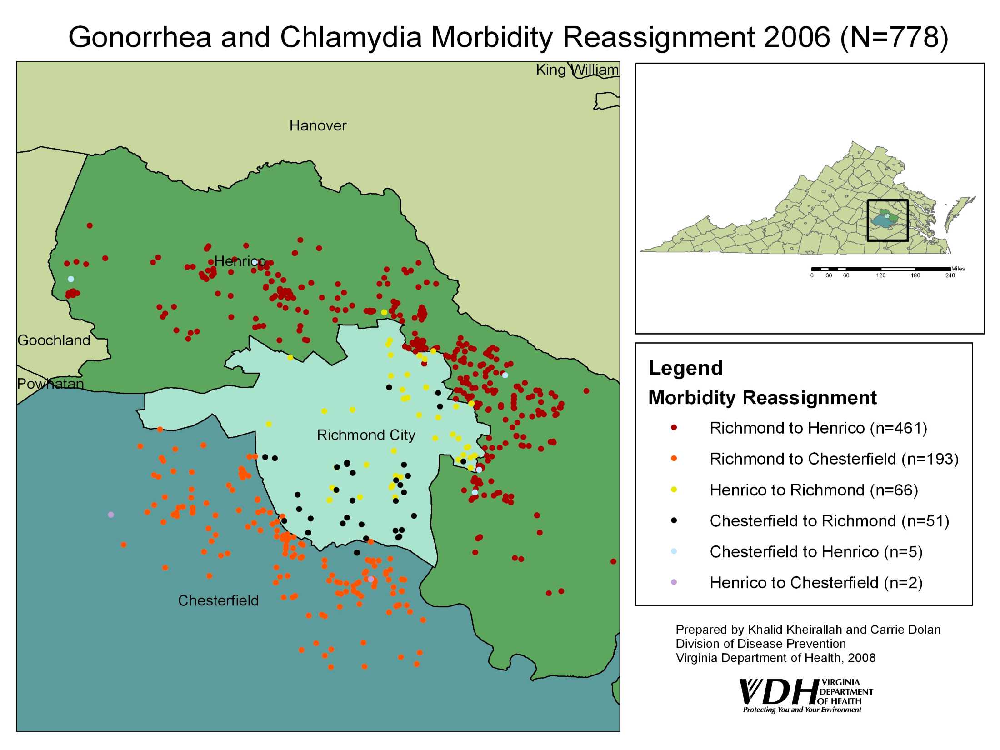 Gonorrhea and Chlamydia Morbidity Reassignment 2006 (N=778)
King William
Hanover
Henrico
Goochland
Powhatan
Richmond City
Chesterfield
Miles
0 30 60 120 180 240
Legend
Morbidity Reassignment
Richmond to Henrico (n=461)
Richmond to Chesterfield (n=193)
Henrico to Richmond (n=66)
Chesterfield to Richmond (n=51)
Chesterfield to Henrico (n=5)
Henrico to Chesterfield (n=2)
Prepared by Khalid Kheirallah and Carrie Dolan
Division of Disease Prevention
Virginia Department of Health, 2008
VDH
VIRGINIA
DEPARTMENT
OF HEALTH
Protecting You and Your Environment